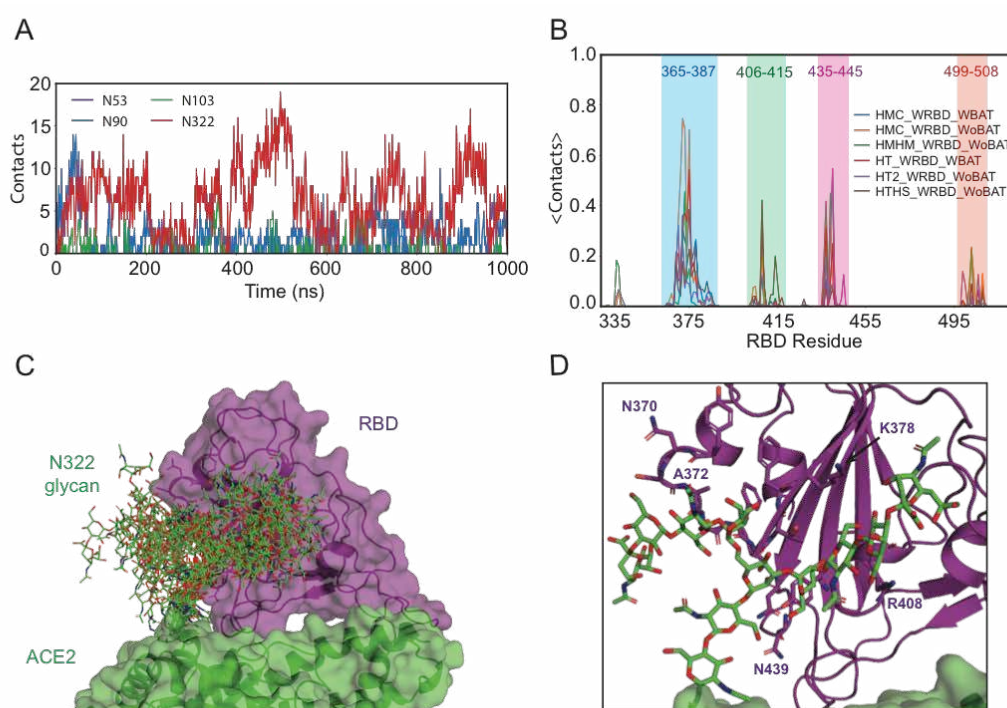 A
20
15
10
5
0
Contacts
N53
N90
N103
N322
0
200
400
600
800
1000
Time (ns)
B
1.0
0.8
0.6
0.4
0.2
0.0
<Contacts>
365-387
406-415
435-445
499-508
HMC_WRBD_WBAT
HMC_WRBD_WoBAT
HMHM_WRBD_WoBAT
HT_WRBD_WBAT
HT2_WRBD_WoBAT
HTHS_WRBD_WoBAT
335
375
415
455
495
RBD Residue
C
RBD
N322
glycan
ACE2
D
N370
K378
A372
R408
N439